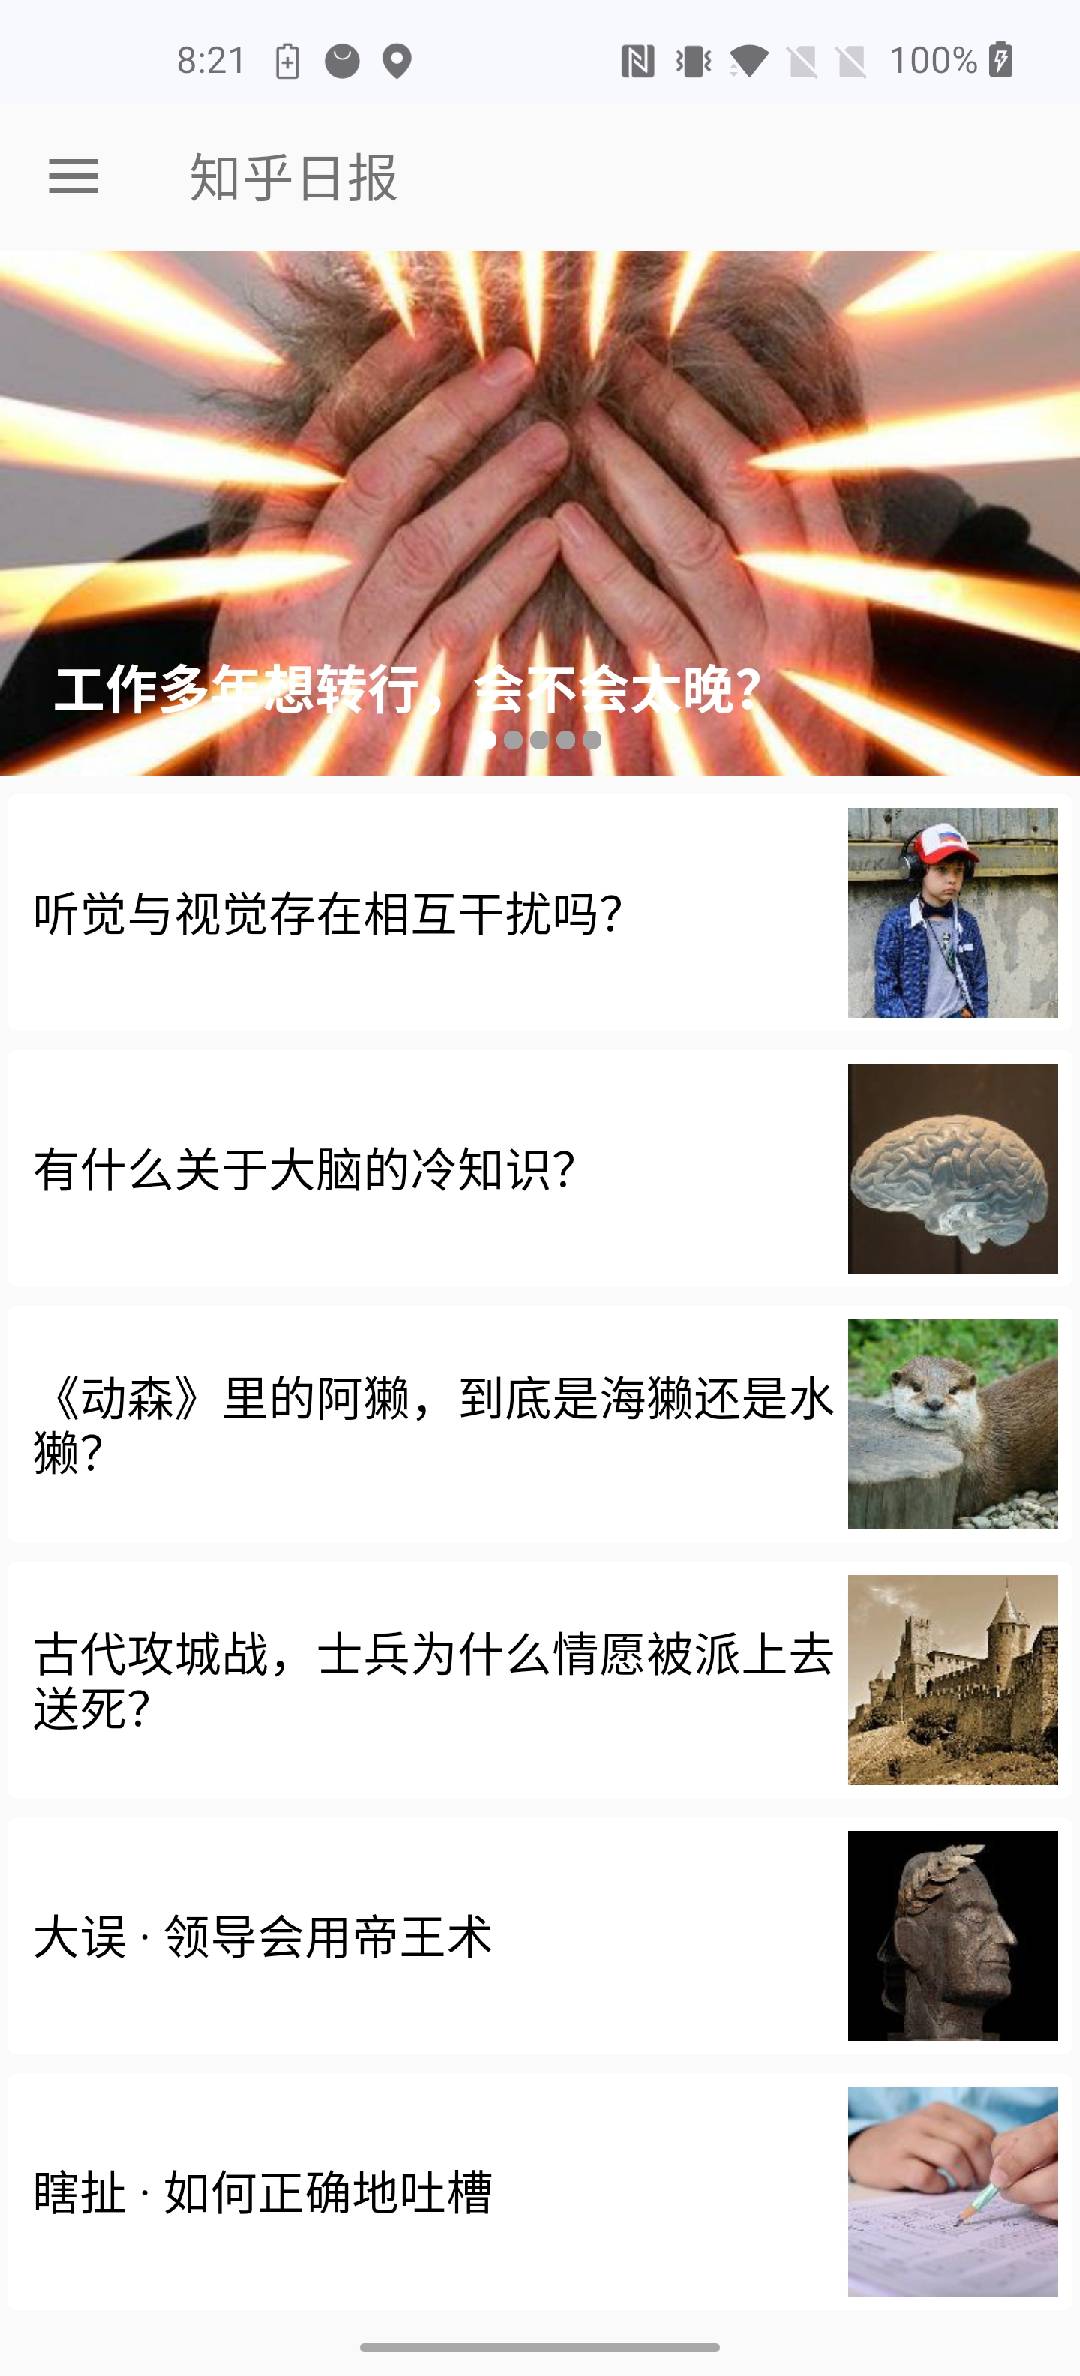 8:21
100%
知乎日报
工作多年想转行，会不会太晚？
听觉与视觉存在相互干扰吗？
有什么关于大脑的冷知识？
《动森》里的阿獭，到底是海獭还是水
獭？
古代攻城战，士兵为什么情愿被派上去
送死？
大误 · 领导会用帝王术
瞎扯 · 如何正确地吐槽